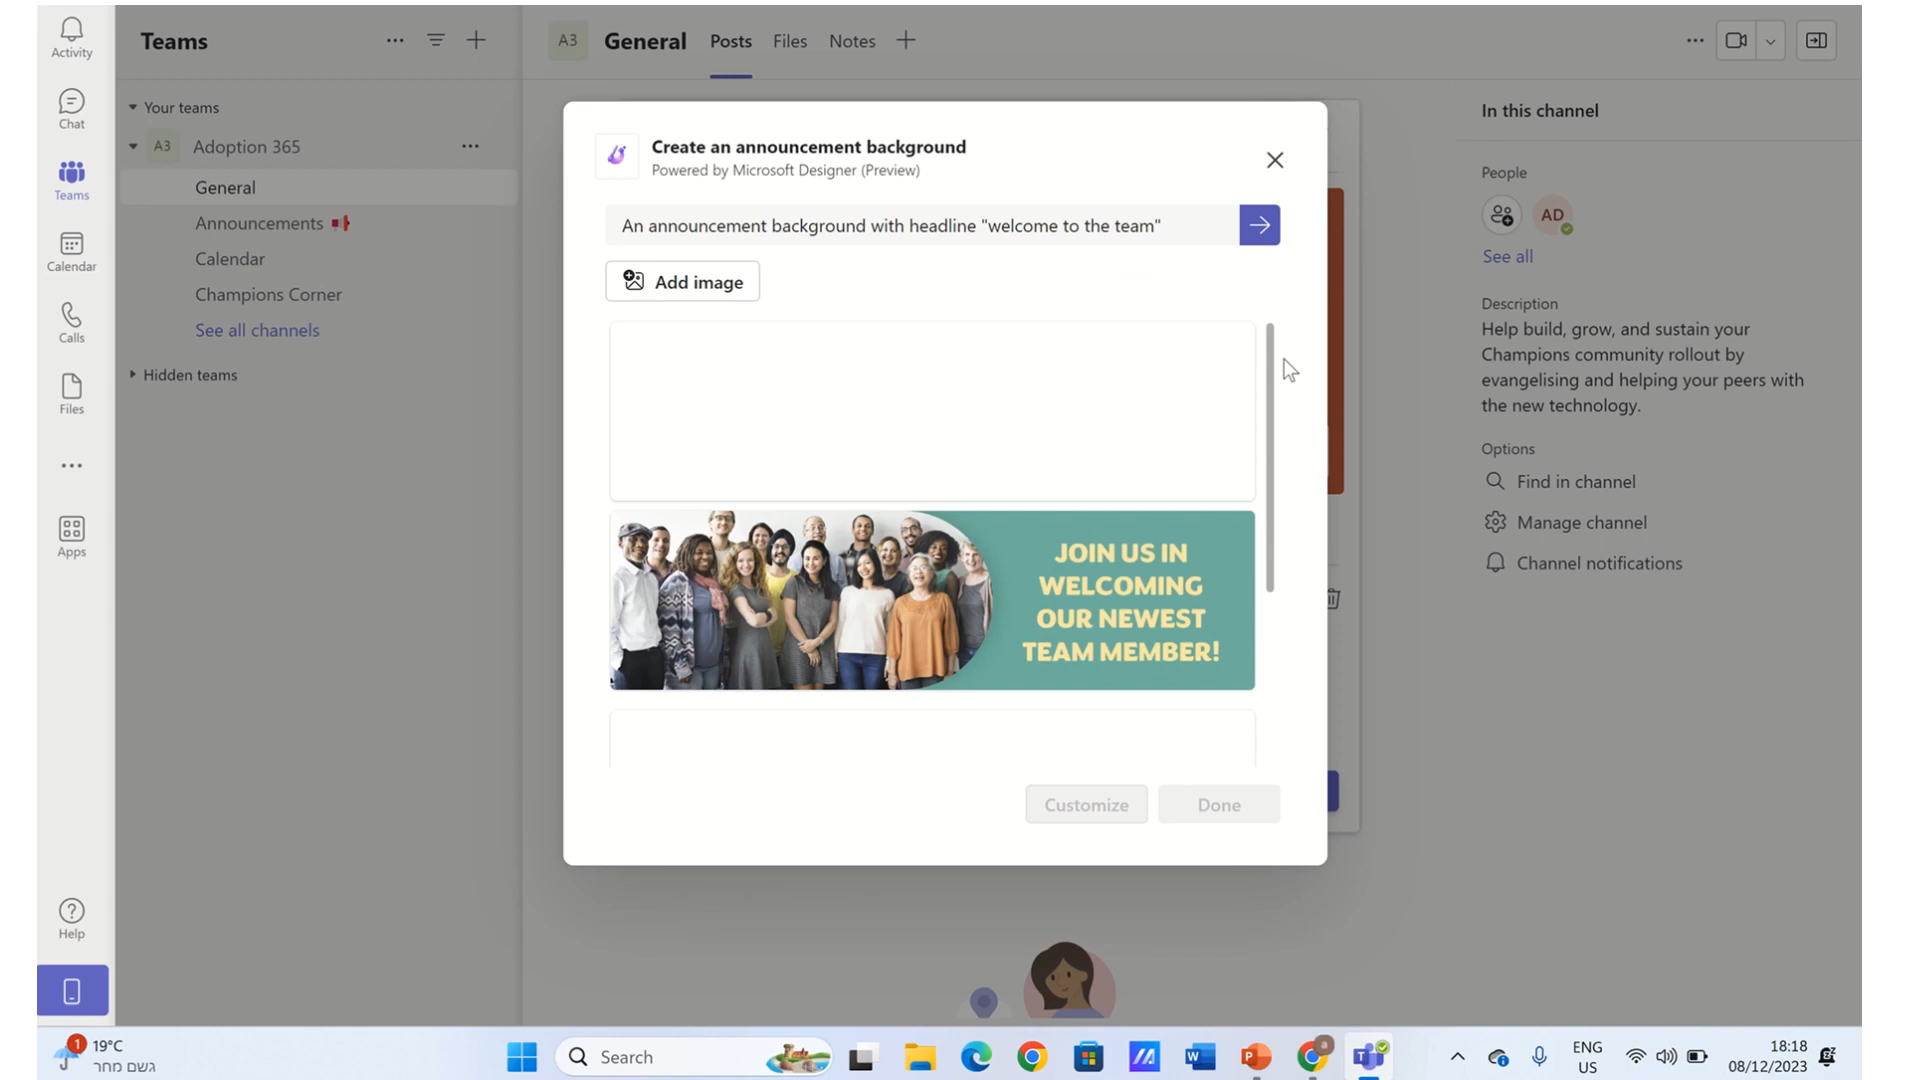 Activity
Chat
Teams
Calendar
Calls
Files
Apps
Help
Teams
Your teams
A3 Adoption 365
General
Announcements
Calendar
Champions Corner
See all channels
Hidden teams
A3 General Posts Files Notes
Create an announcement background
Powered by Microsoft Designer (Preview)
An announcement background with headline "welcome to the team"
Add image
JOIN US IN
WELCOMING
OUR NEWEST
TEAM MEMBER!
Customize Done
In this channel
People
AD
See all
Description
Help build, grow, and sustain your
Champions community rollout by
evangelising and helping your peers with
the new technology.
Options
Find in channel
Manage channel
Channel notifications
1 19°C
גשם מחר
Search
W
P
a
T
ENG
US
18:18
08/12/2023